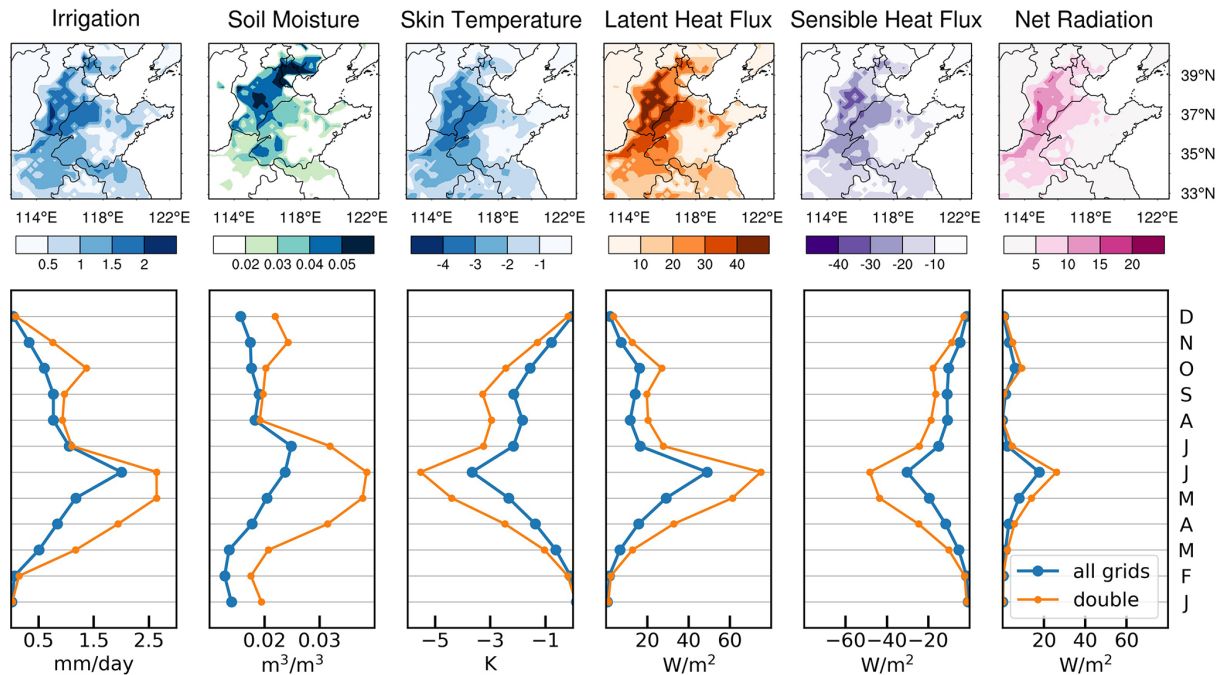 Irrigation Soil Moisture Skin Temperature Latent Heat Flux Sensible Heat Flux Net Radiation
39°N
37°N
35°N
33°N
114°E 118°E 122°E 114°E 118°E 122°E 114°E 118°E 122°E 114°E 118°E 122°E 114°E 118°E 122°E 114°E 118°E 122°E
0.5 1 1.5 2 0.02 0.03 0.04 0.05 -4 -3 -2 -1 10 20 30 40 -40 -30 -20 -10 5 10 15 20
D
N
O
S
A
J
J
M
A
M
F
J
all grids
double
0.5 1.5 2.5 0.02 0.03 −5 −3 −1 20 40 60 −60 −40 −20 20 40 60
mm/day m³/m³ K W/m² W/m² W/m²